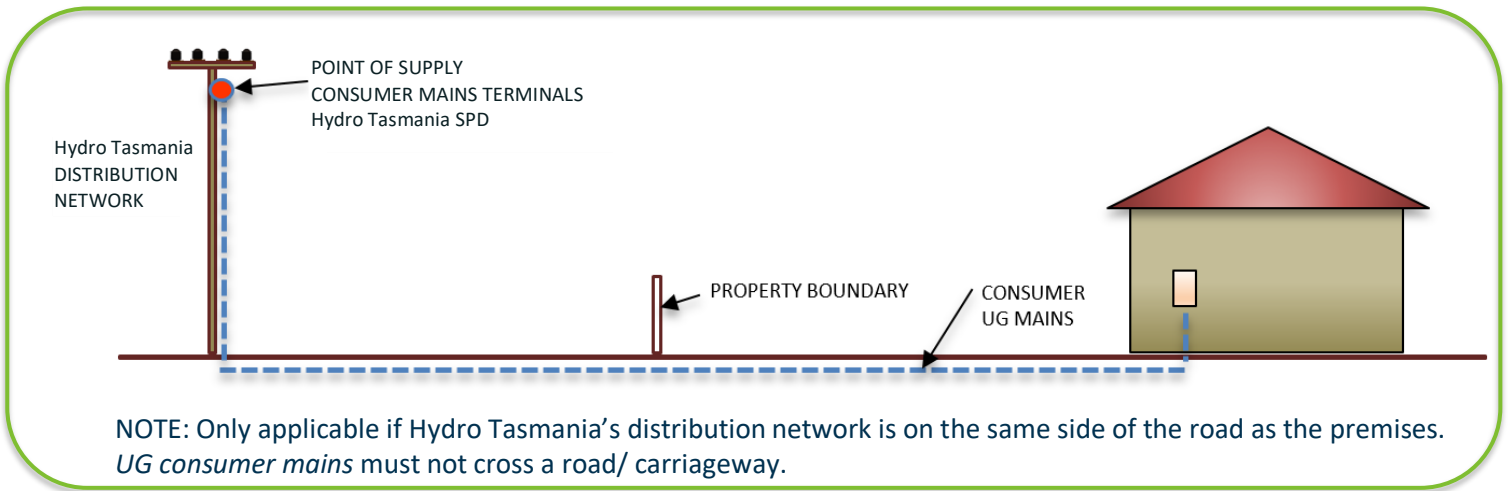 POINT OF SUPPLY
CONSUMER MAINS TERMINALS
Hydro Tasmania SPD
Hydro Tasmania
DISTRIBUTION
NETWORK
PROPERTY BOUNDARY
CONSUMER
UG MAINS
NOTE: Only applicable if Hydro Tasmania’s distribution network is on the same side of the road as the premises.
UG consumer mains must not cross a road/ carriageway.